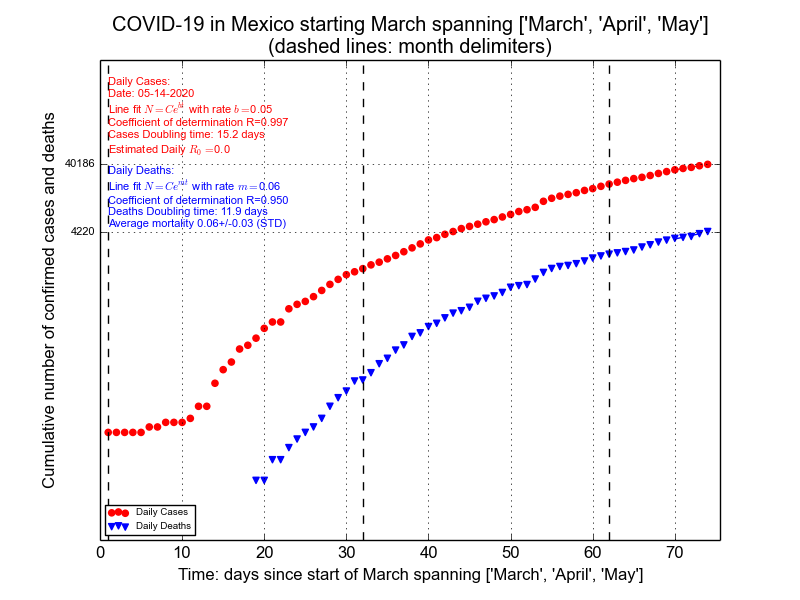 COVID-19 in Mexico starting March spanning ['March', 'April', 'May']
(dashed lines: month delimiters)
Daily Cases:
Date: 05-14-2020
Line fit N=Ce^{bt} with rate b=0.05
Coefficient of determination R=0.997
Cases Doubling time: 15.2 days
Estimated Daily R_0=0.0
Daily Deaths:
Line fit N=Ce^{mt} with rate m=0.06
Coefficient of determination R=0.950
Deaths Doubling time: 11.9 days
Average mortality 0.06+/-0.03 (STD)
40186
4220
Cumulative number of confirmed cases and deaths
Daily Cases
Daily Deaths
0 10 20 30 40 50 60 70
Time: days since start of March spanning ['March', 'April', 'May']